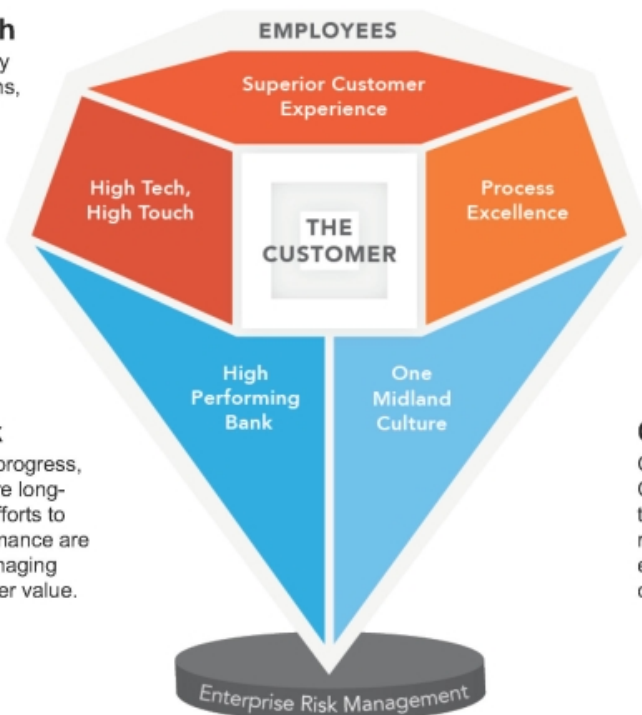 h
y
ns,
EMPLOYEES
Superior Customer
Experience
High Tech,
High Touch
Process
Excellence
THE
CUSTOMER
High
Performing
Bank
One
Midland
Culture
progress,
e long-
fforts to
mance are
naging
er value.
Enterprise Risk Management